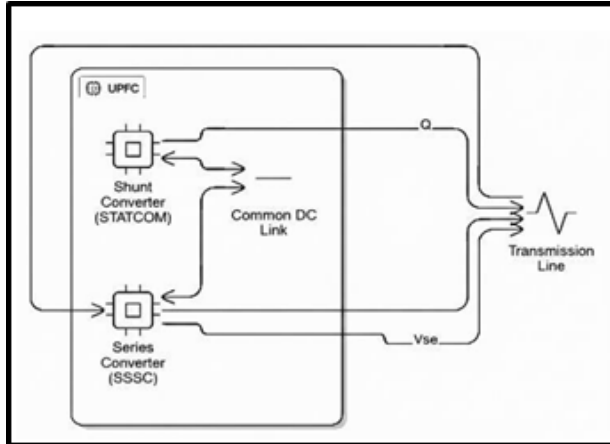 UPFC
Q
Shunt
Converter
(STATCOM)
Common DC
Link
Transmission
Line
Series
Converter
(SSSC)
Vse